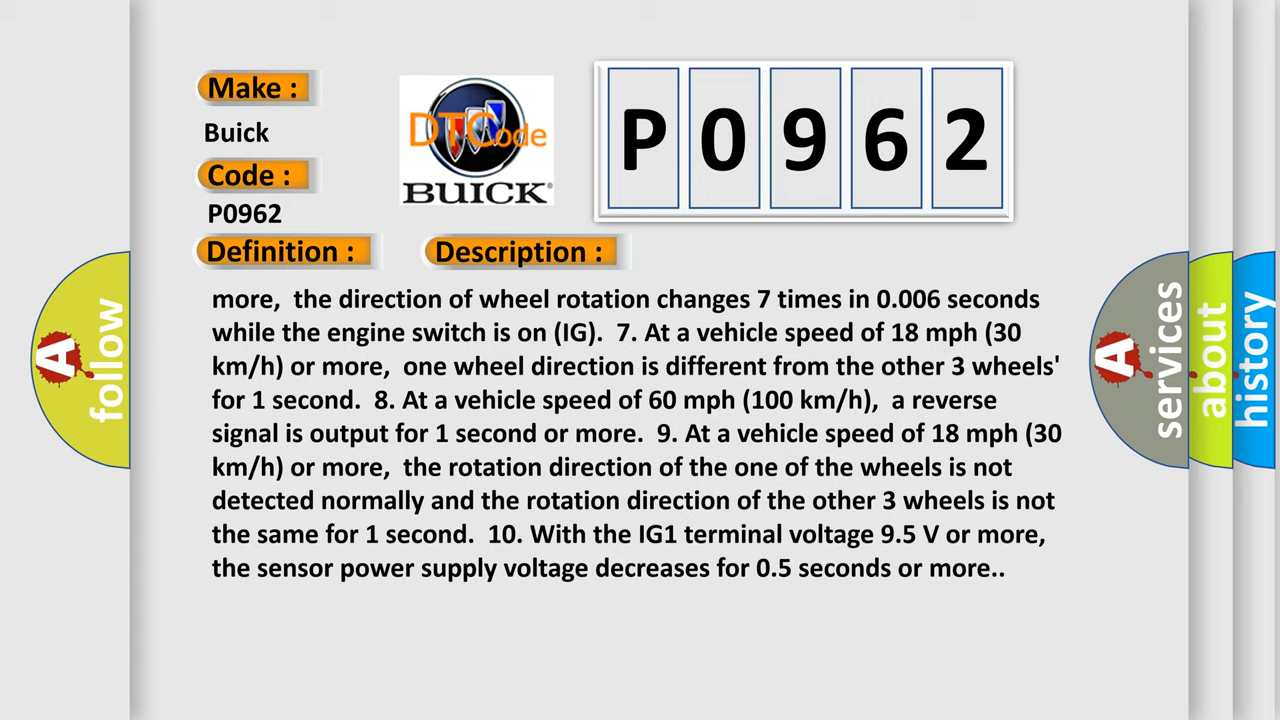 Make :
Buick
Code :
P0962
DTCode
BUICK
P0962
Definition :
Description :
more,  the direction of wheel rotation changes 7 times in 0.006 seconds
while the engine switch is on (IG).  7. At a vehicle speed of 18 mph (30
km/h) or more,  one wheel direction is different from the other 3 wheels'
for 1 second.  8. At a vehicle speed of 60 mph (100 km/h),  a reverse
signal is output for 1 second or more.  9. At a vehicle speed of 18 mph (30
km/h) or more,  the rotation direction of the one of the wheels is not
detected normally and the rotation direction of the other 3 wheels is not
the same for 1 second.  10. With the IG1 terminal voltage 9.5 V or more,
the sensor power supply voltage decreases for 0.5 seconds or more..
A follow
A services
about
history